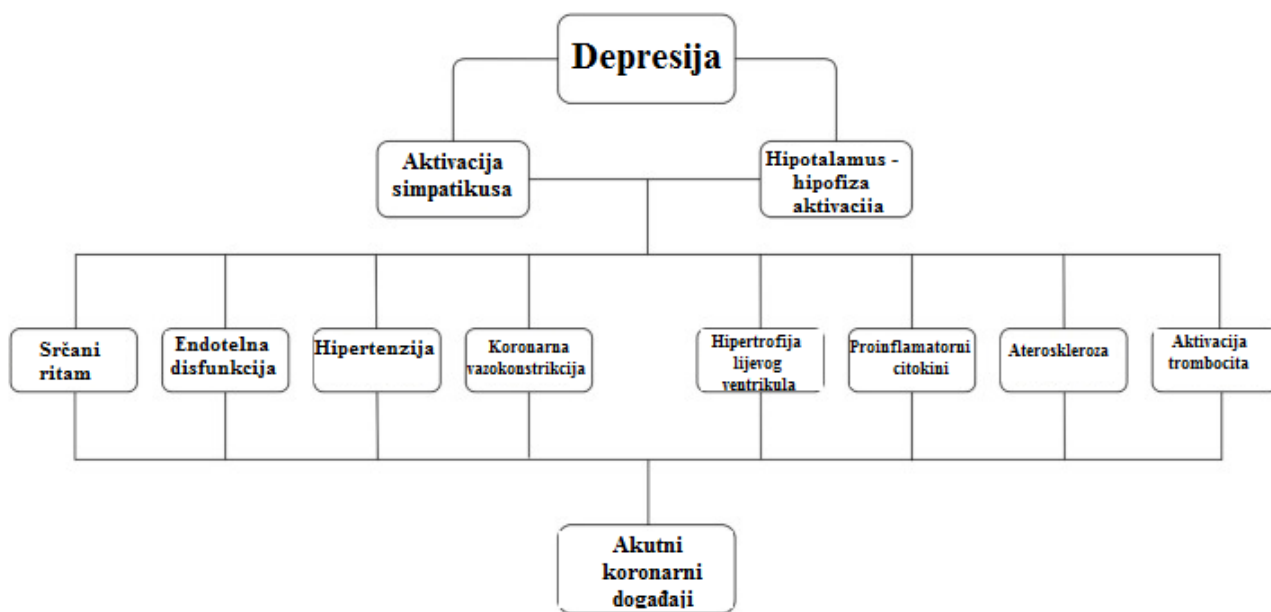 Depresija
Aktivacija
simpatikusa
Hipotalamus -
hipofiza
aktivacija
Srčani
ritam
Endotelna
disfunkcija
Hipertenzija
Koronarna
vazokonstrikcija
Hipertrofija
lijevog
ventrikula
Proinflamatorni
citokini
Ateroskleroza
Aktivacija
trombocita
Akutni
koronarni
događaji